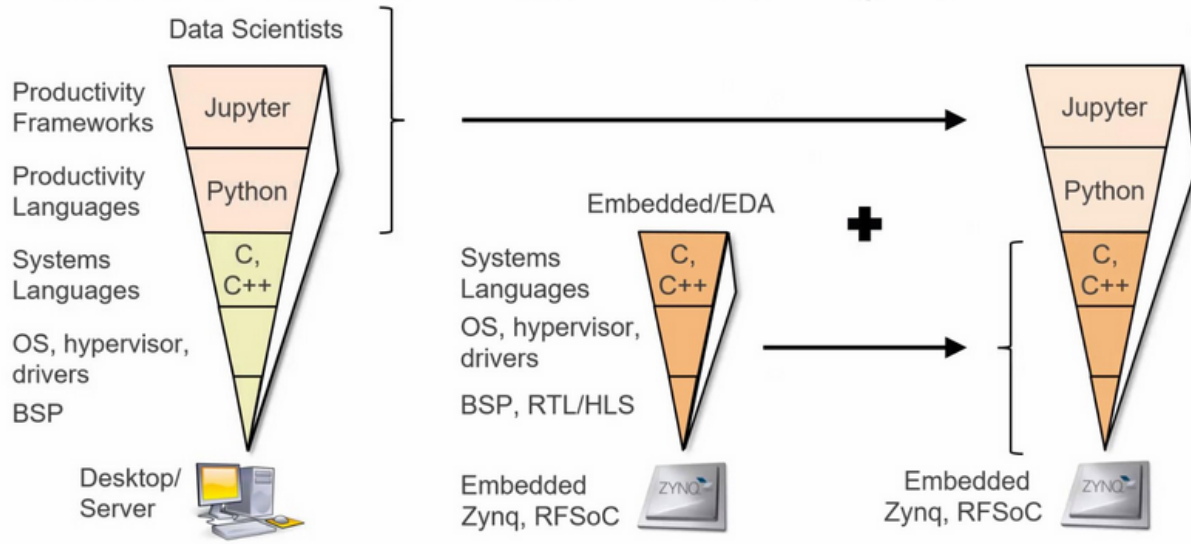 Data Scientists
Productivity
Frameworks
Jupyter
Productivity
Languages
Python
Systems
Languages
C,
C++
OS, hypervisor,
drivers
BSP
Desktop/
Server
Embedded/EDA
Systems
Languages
C,
C++
OS, hypervisor,
drivers
BSP, RTL/HLS
ZYNQ
Embedded
Zynq, RFSoC
Jupyter
Python
C,
C++
Embedded
Zynq, RFSoC
ZYNQ